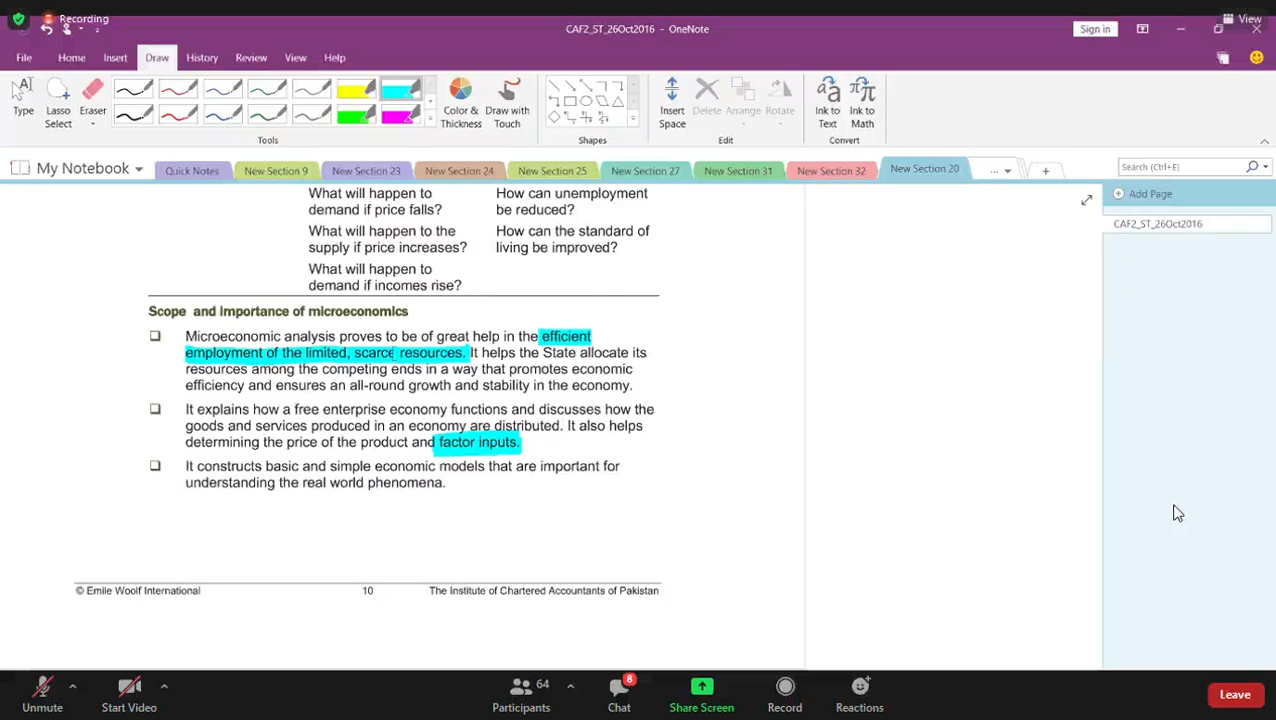 Recording
View
CAF2_ST_26Oct2016 - OneNote
Sign in
File Home Insert Draw History Review View Help
Type
Lasso Select
Eraser
Color & Thickness
Draw with Touch
Insert Space
Delete
Arrange
Rotate
Ink to Text
Ink to Math
Tools
Shapes
Edit
Convert
My Notebook
Quick Notes
New Section 9
New Section 23
New Section 24
New Section 25
New Section 27
New Section 31
New Section 32
New Section 20
...
Search (Ctrl+E)
Add Page
CAF2_ST_26Oct2016
What will happen to How can unemployment
demand if price falls? be reduced?
What will happen to the How can the standard of
supply if price increases? living be improved?
What will happen to
demand if incomes rise?
Scope and importance of microeconomics
Microeconomic analysis proves to be of great help in the efficient
employment of the limited, scarce resources. It helps the State allocate its
resources among the competing ends in a way that promotes economic
efficiency and ensures an all-round growth and stability in the economy.
It explains how a free enterprise economy functions and discusses how the
goods and services produced in an economy are distributed. It also helps
determining the price of the product and factor inputs.
It constructs basic and simple economic models that are important for
understanding the real world phenomena.
© Emile Woolf International 10 The Institute of Chartered Accountants of Pakistan
64
8
Unmute Start Video Participants Chat Share Screen Record Reactions Leave